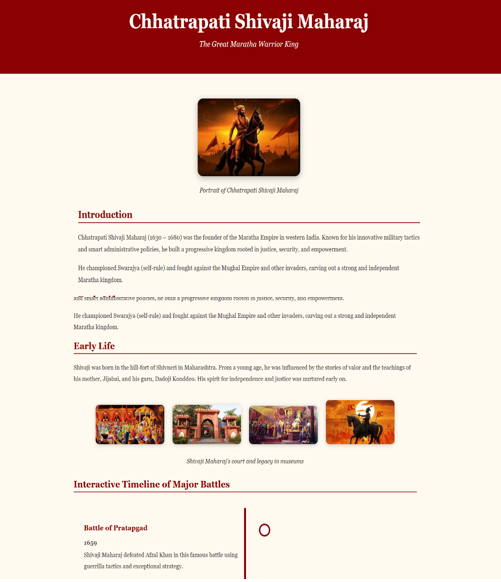 Chhatrapati Shivaji Maharaj
The Great Maratha Warrior King
Portrait of Chhatrapati Shivaji Maharaj
Introduction
Chhatrapati Shivaji Maharaj (1630 – 1680) was the founder of the Maratha Empire in western India. Known for his innovative military tactics
and smart administrative policies, he built a progressive kingdom rooted in justice, security, and empowerment.
He championed Swarajya (self-rule) and fought against the Mughal Empire and other invaders, carving out a strong and independent
Maratha kingdom.
policies, he built a progressive kingdom rooted in justice, security, and empowerment.
He championed Swarajya (self-rule) and fought against the Mughal Empire and other invaders, carving out a strong and independent
Maratha kingdom.
Early Life
Shivaji was born in the hill-fort of Shivneri in Maharashtra. From a young age, he was influenced by the stories of valor and the teachings of
his mother, Jijabai, and his guru, Dadoji Konddeo. His spirit for independence and justice was nurtured early on.
Shivaji Maharaj's court and legacy in museums
Interactive Timeline of Major Battles
Battle of Pratapgad
1659
Shivaji Maharaj defeated Afzal Khan in this famous battle using
guerilla tactics and exceptional strategy.